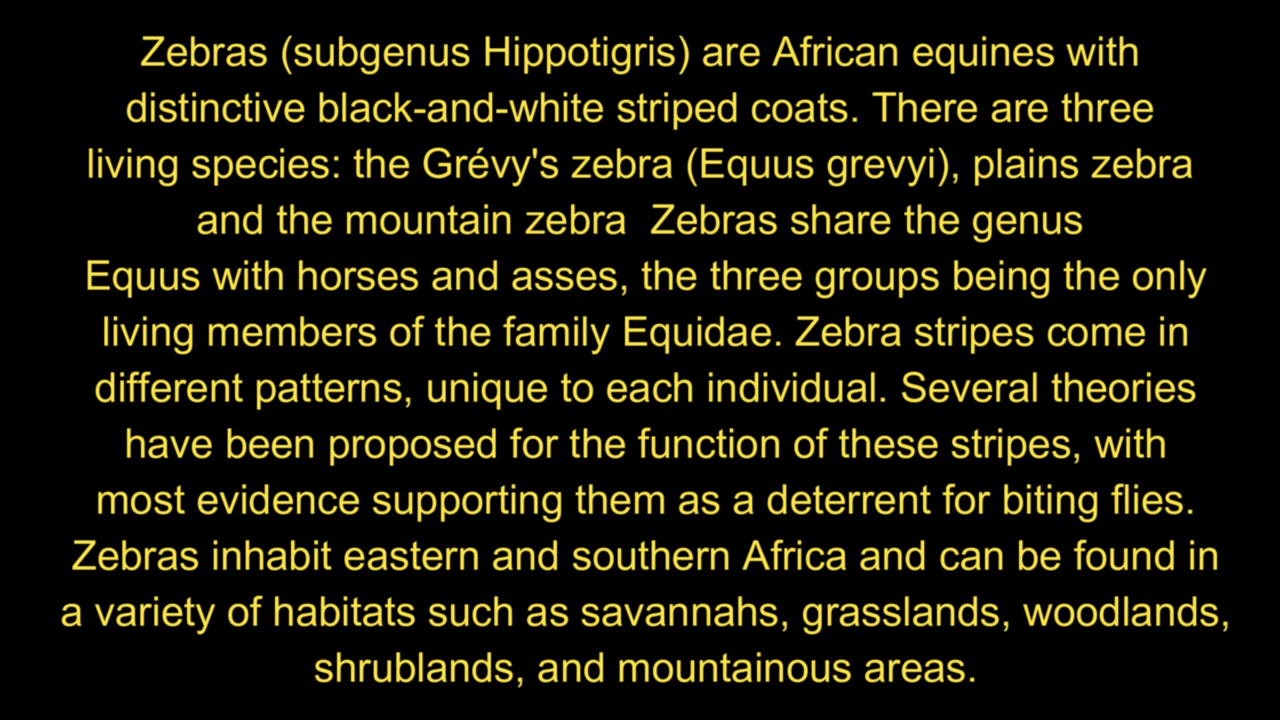 Zebras (subgenus Hippotigris) are African equines with
distinctive black-and-white striped coats. There are three
living species: the Grévy's zebra (Equus grevyi), plains zebra
and the mountain zebra  Zebras share the genus
Equus with horses and asses, the three groups being the only
living members of the family Equidae. Zebra stripes come in
different patterns, unique to each individual. Several theories
have been proposed for the function of these stripes, with
most evidence supporting them as a deterrent for biting flies.
Zebras inhabit eastern and southern Africa and can be found in
a variety of habitats such as savannahs, grasslands, woodlands,
shrublands, and mountainous areas.